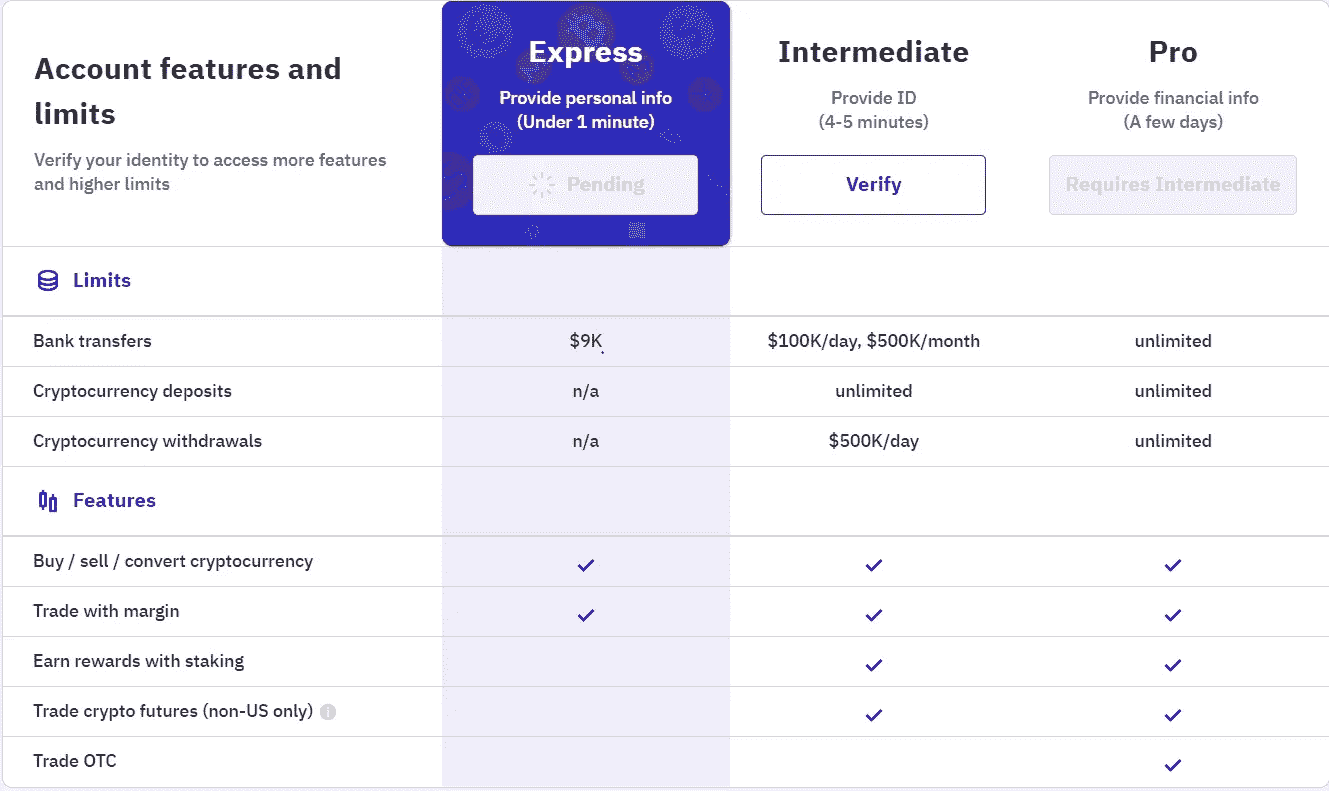 Account features and
limits
Verify your identity to access more features
and higher limits
Express
Provide personal info
(Under 1 minute)
Pending
Intermediate
Provide ID
(4-5 minutes)
Verify
Pro
Provide financial info
(A few days)
Requires Intermediate
Limits
Bank transfers $9K $100K/day, $500K/month unlimited
Cryptocurrency deposits n/a unlimited unlimited
Cryptocurrency withdrawals n/a $500K/day unlimited
Features
Buy / sell / convert cryptocurrency ✓ ✓ ✓
Trade with margin ✓ ✓ ✓
Earn rewards with staking ✓ ✓
Trade crypto futures (non-US only) ✓ ✓
Trade OTC ✓